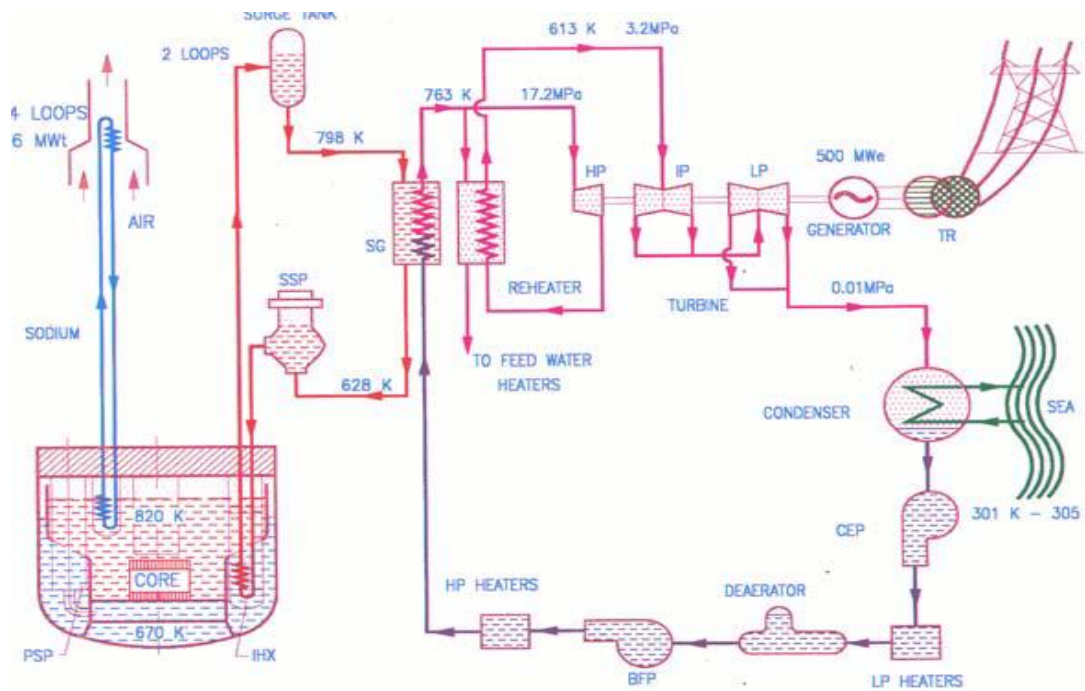 SURGE TANK
613 K 3.2MPa
2 LOOPS
4 LOOPS
6 MWt
763 K 17.2MPa
798 K
HP
IP
LP
500 MWe
AIR
SG
GENERATOR
TR
SSP
REHEATER
TURBINE
0.01MPa
SODIUM
TO FEED WATER
HEATERS
628 K
CONDENSER
SEA
820 K
CEP
301 K - 305
CORE
HP HEATERS
DEAERATOR
670 K
PSP
IHX
BFP
LP HEATERS